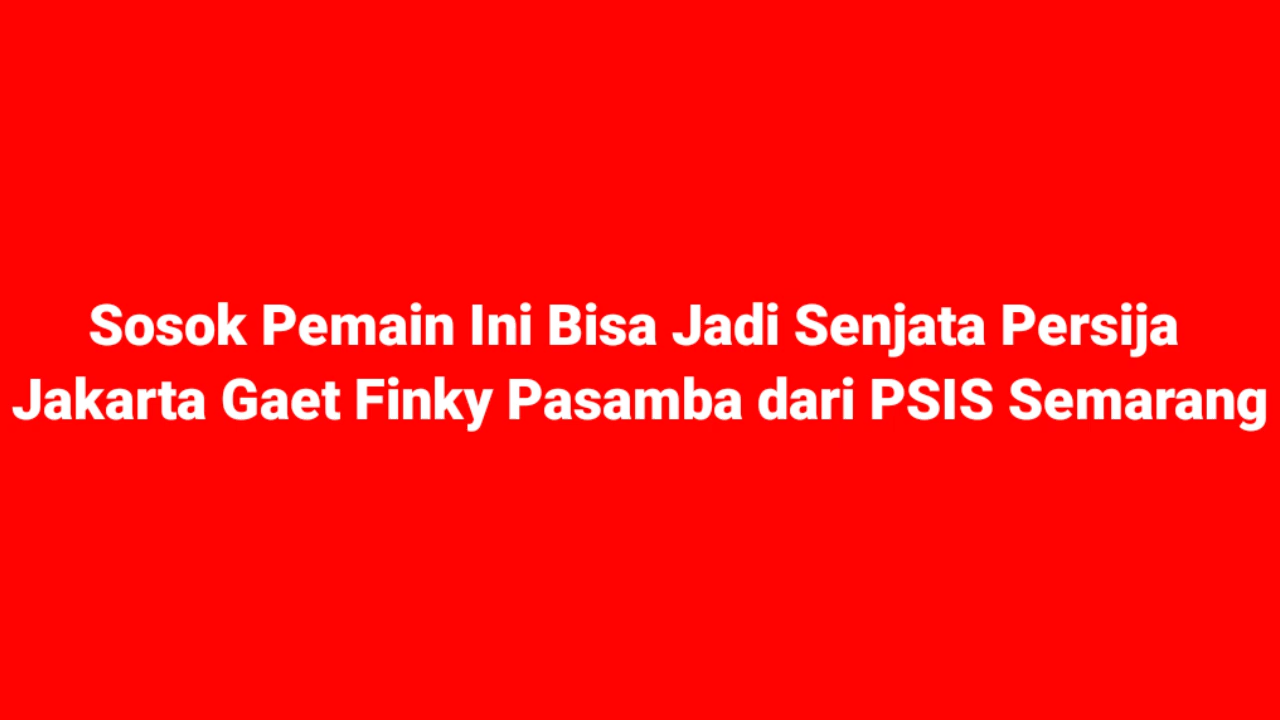 Sosok Pemain Ini Bisa Jadi Senjata Persija
Jakarta Gaet Finky Pasamba dari PSIS Semarang